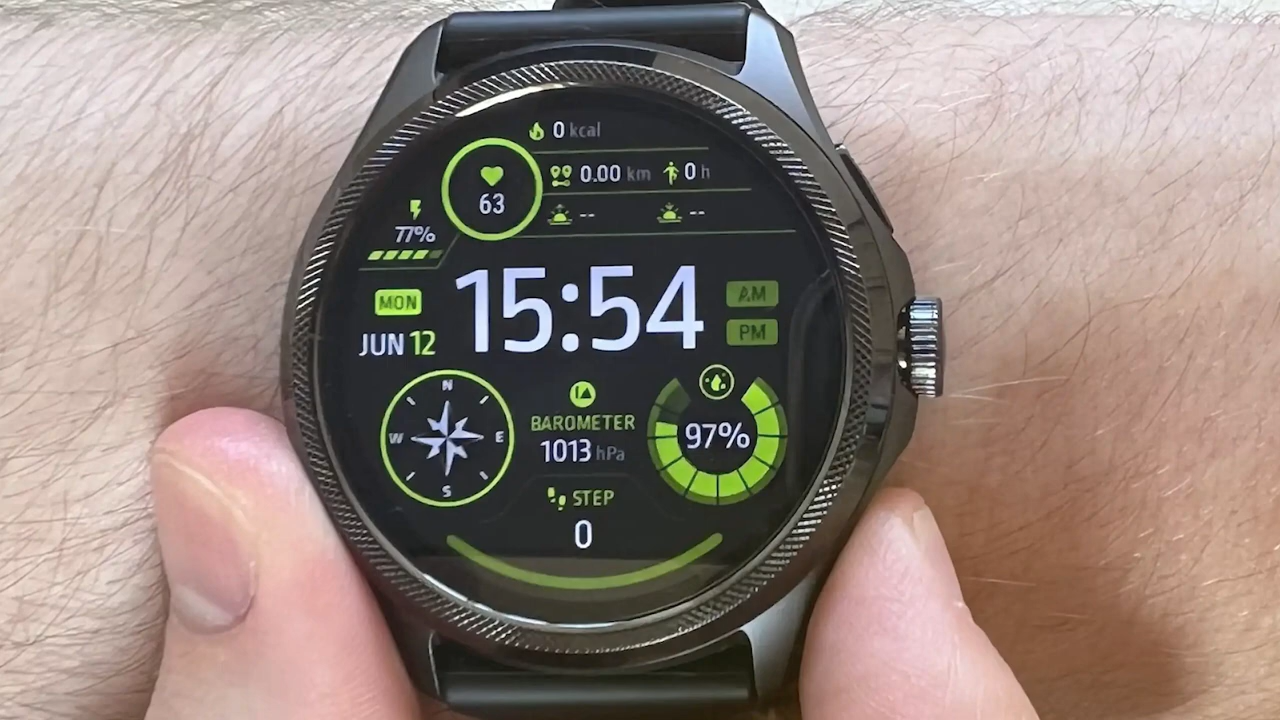 0 kcal
63
0.00 km 0 h
-- --
77%
MON
JUN 12
15:54
AM
PM
N
W E
S
BAROMETER
1013 hPa
97%
STEP
0